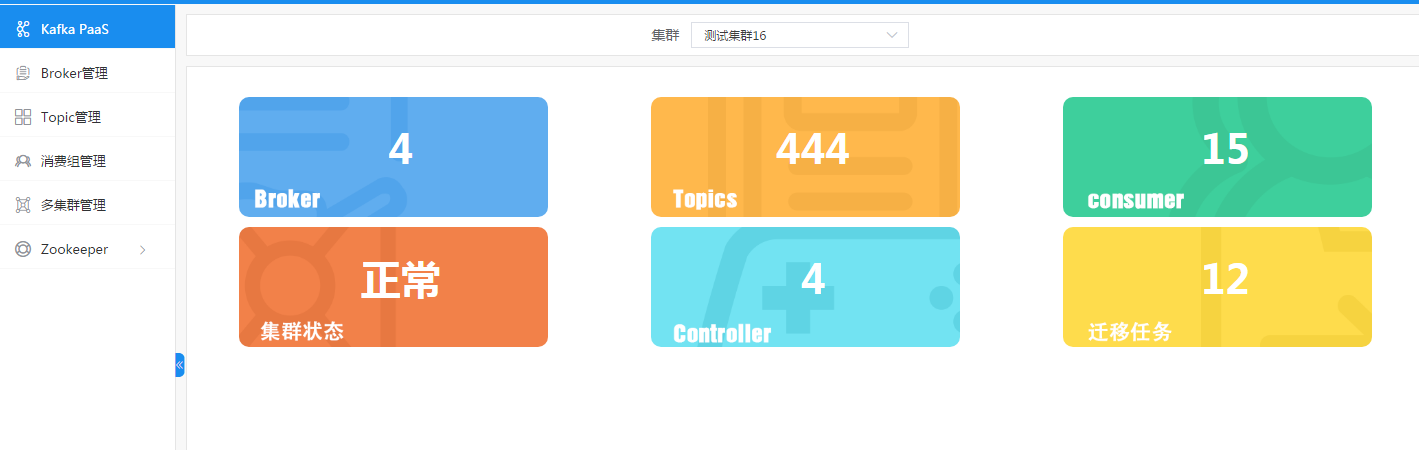 Kafka PaaS
Broker管理
Topic管理
消费组管理
多集群管理
Zookeeper
集群 测试集群16
4
Broker
444
Topics
15
consumer
正常
集群状态
4
Controller
12
迁移任务